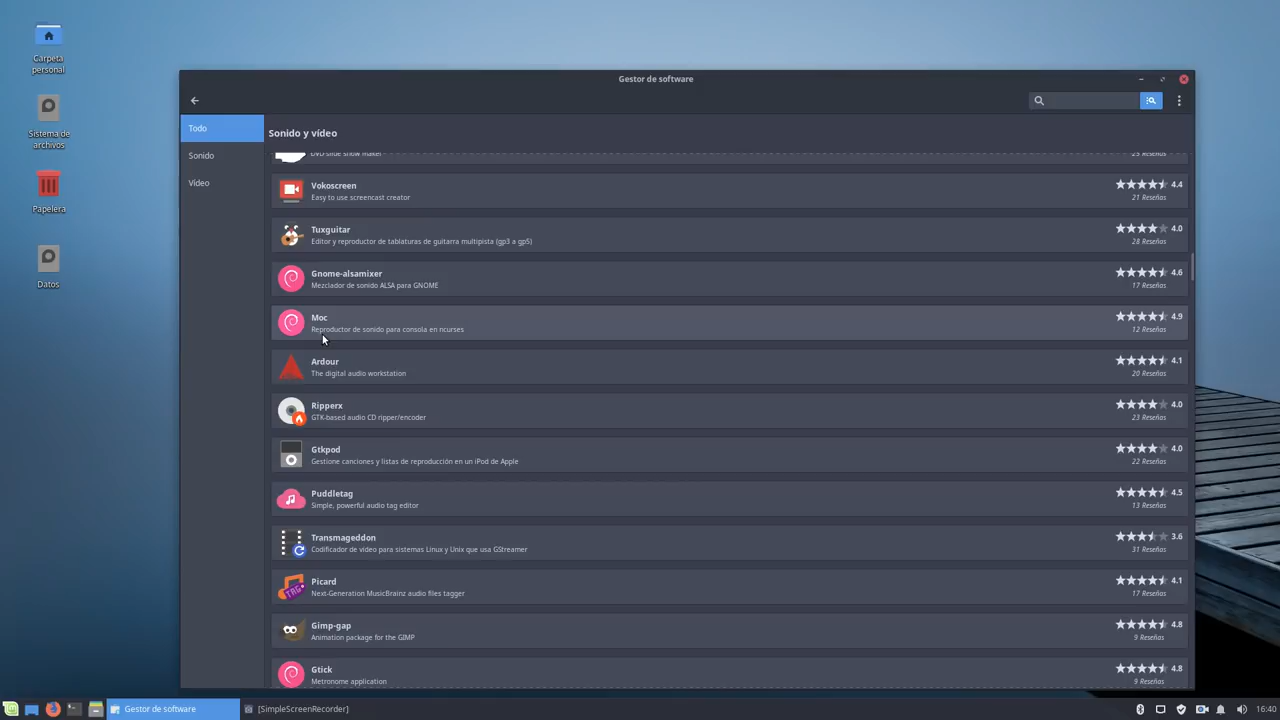 Carpeta
personal
Sistema de
archivos
Papelera
Datos
Gestor de software
Todo
Sonido
Vídeo
Sonido y vídeo
DVD slide show maker
23 Reseñas
Vokoscreen
Easy to use screencast creator
4.4
21 Reseñas
Tuxguitar
Editor y reproductor de tablaturas de guitarra multipista (gp3 a gp5)
4.0
28 Reseñas
Gnome-alsamixer
Mezclador de sonido ALSA para GNOME
4.6
17 Reseñas
Moc
Reproductor de sonido para consola en ncurses
4.9
12 Reseñas
Ardour
The digital audio workstation
4.1
20 Reseñas
Ripperx
GTK-based audio CD ripper/encoder
4.0
23 Reseñas
Gtkpod
Gestione canciones y listas de reproducción en un iPod de Apple
4.0
22 Reseñas
Puddletag
Simple, powerful audio tag editor
4.5
13 Reseñas
Transmageddon
Codificador de vídeo para sistemas Linux y Unix que usa GStreamer
3.6
31 Reseñas
Picard
Next-Generation MusicBrainz audio files tagger
TAG
4.1
17 Reseñas
Gimp-gap
Animation package for the GIMP
4.8
9 Reseñas
Gtick
Metronome application
4.8
9 Reseñas
Gestor de software
[SimpleScreenRecorder]
16:40